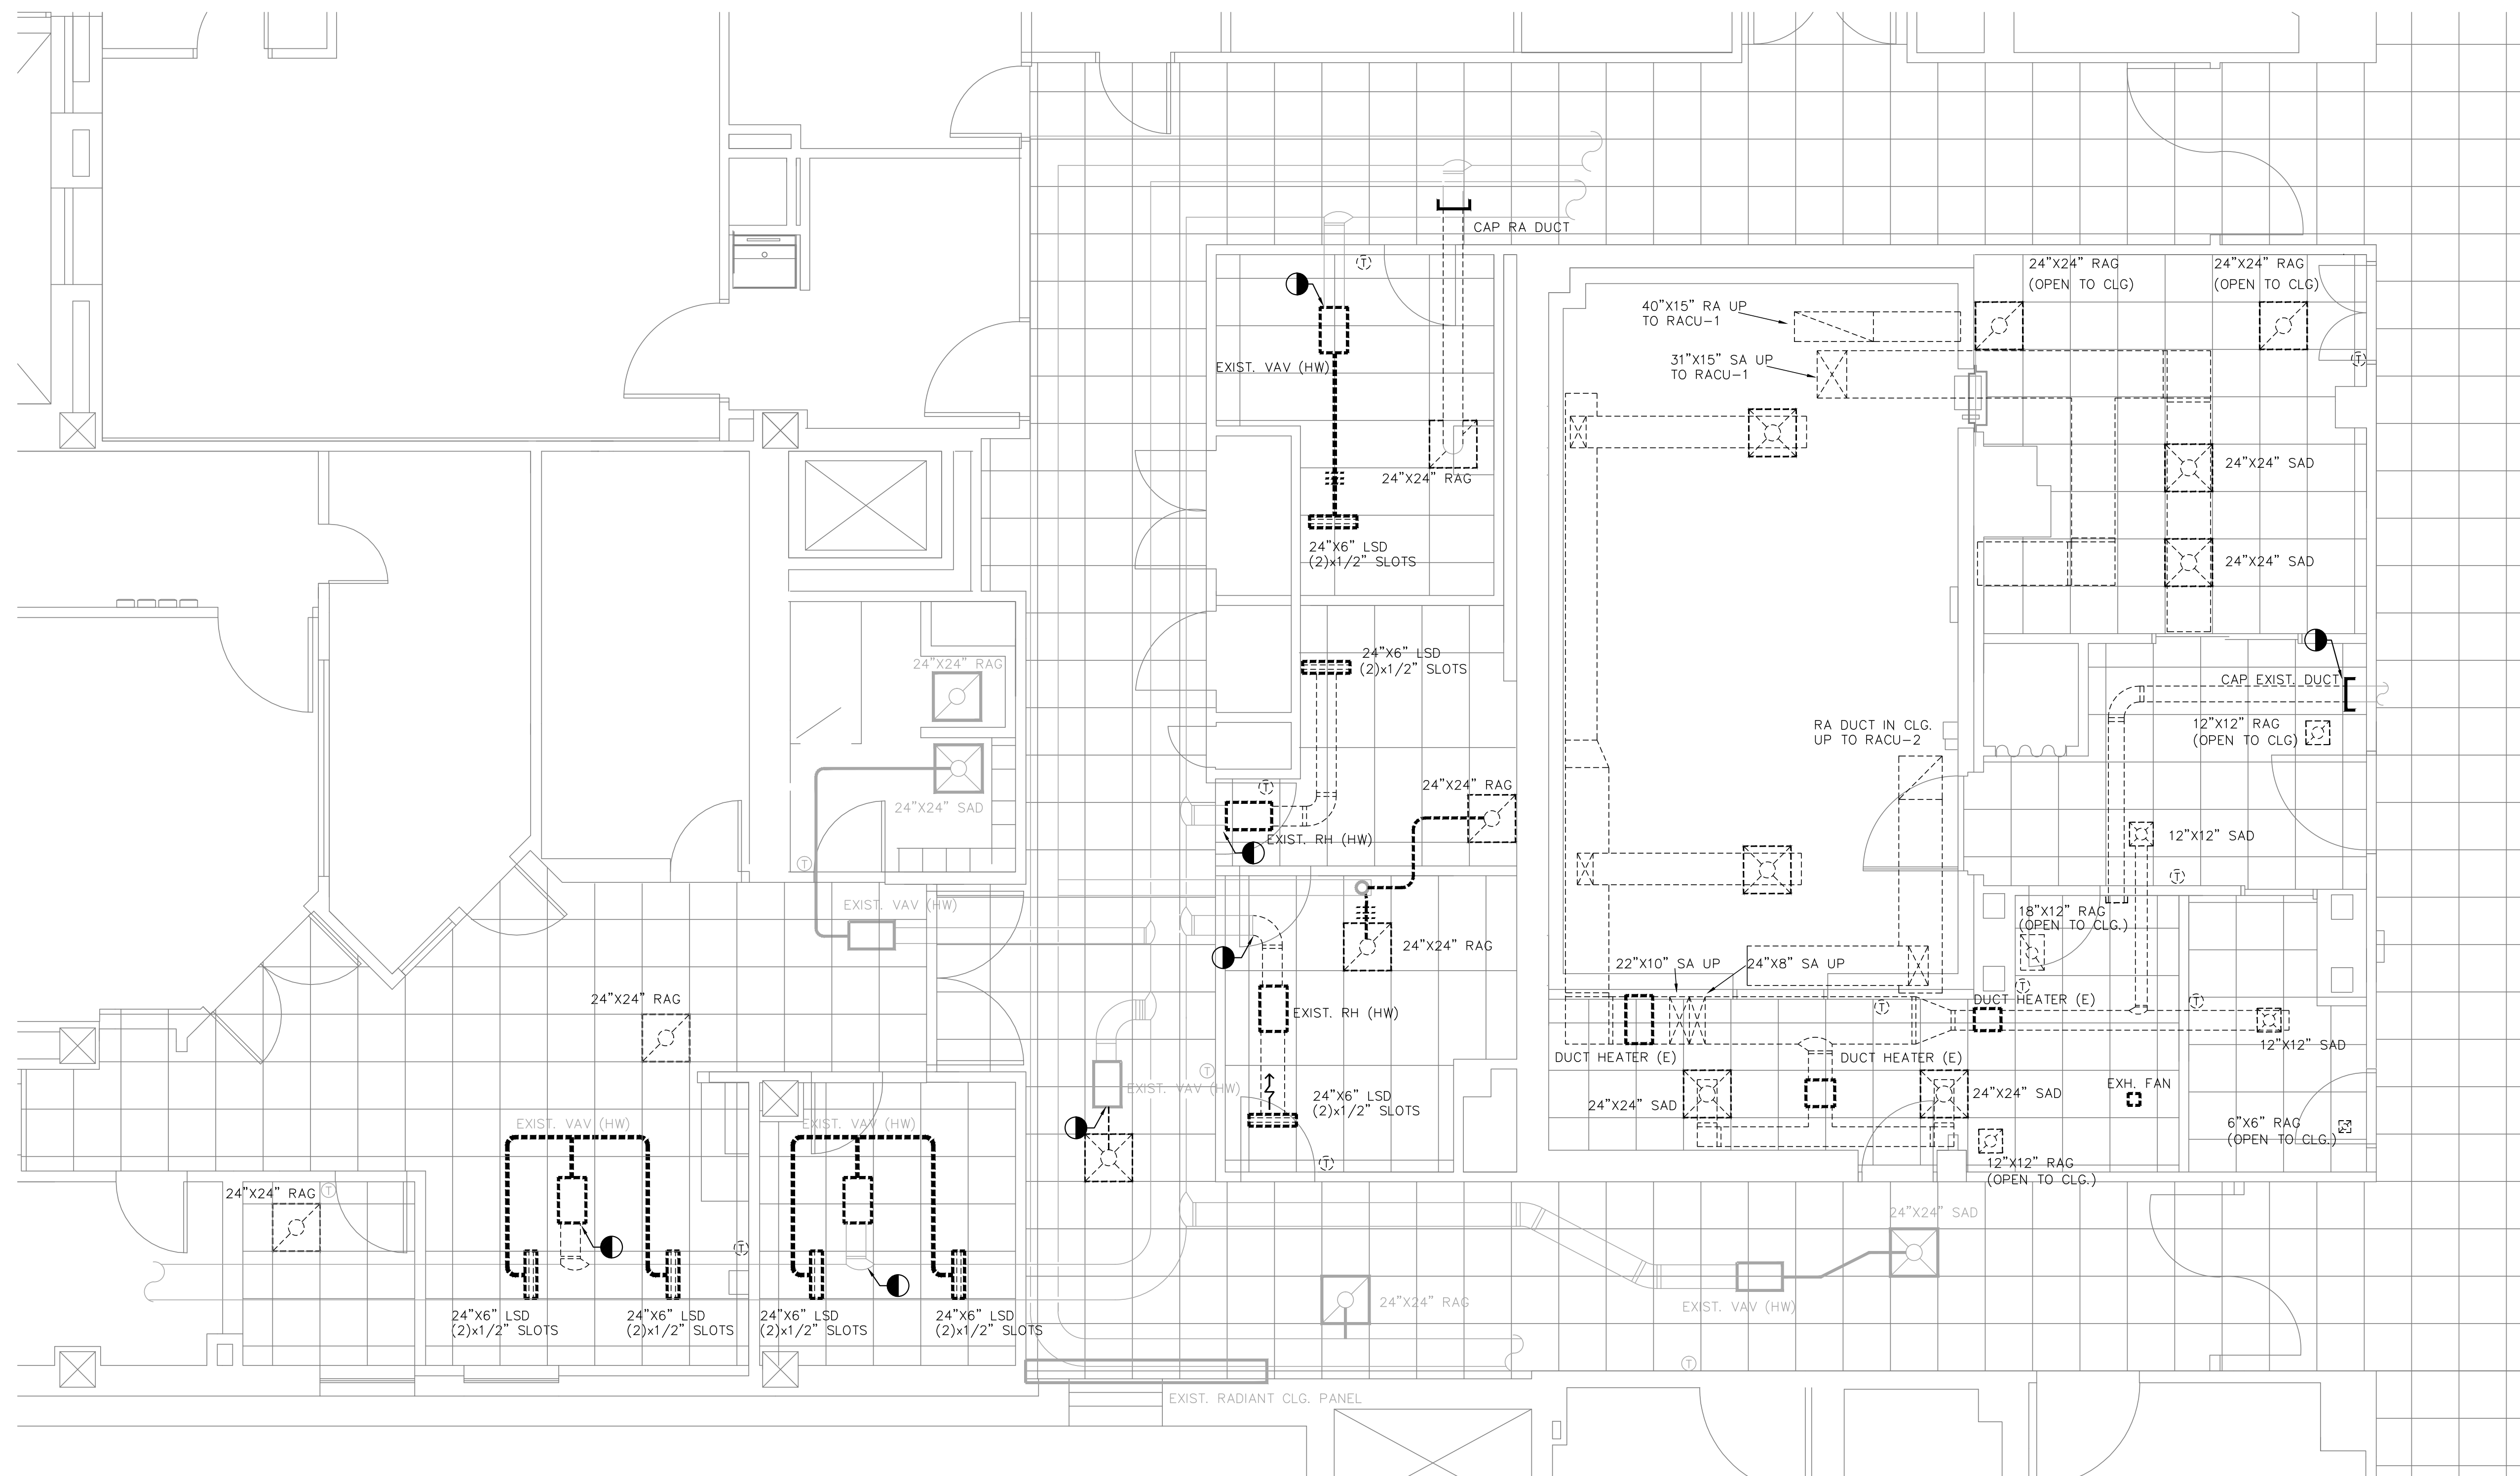 CAP RA DUCT
T
24"X24" RAG
(OPEN TO CLG)
24"X24" RAG
(OPEN TO CLG)
40"X15" RA UP
TO RACU-1
31"X15" SA UP
TO RACU-1
T
EXIST. VAV (HW)
24"X24" RAG
24"X24" SAD
24"X6" LSD
(2)x1/2" SLOTS
24"X24" SAD
24"X24" RAG
24"X6" LSD
(2)x1/2" SLOTS
CAP EXIST. DUCT
RA DUCT IN CLG.
UP TO RACU-2
12"X12" RAG
(OPEN TO CLG)
24"X24" SAD
T
24"X24" RAG
EXIST. RH (HW)
12"X12" SAD
T
T
EXIST. VAV (HW)
18"X12" RAG
(OPEN TO CLG.)
24"X24" RAG
22"X10" SA UP
24"X8" SA UP
24"X24" RAG
T
T
T
DUCT HEATER (E)
EXIST. RH (HW)
12"X12" SAD
DUCT HEATER (E)
DUCT HEATER (E)
T
EXIST. VAV (HW)
24"X6" LSD
(2)x1/2" SLOTS
24"X24" SAD
24"X24" SAD
EXH. FAN
6"X6" RAG
(OPEN TO CLG.)
EXIST. VAV (HW)
EXIST. VAV (HW)
T
12"X12" RAG
(OPEN TO CLG.)
24"X24" RAG
T
24"X24" SAD
T
24"X6" LSD
(2)x1/2" SLOTS
24"X6" LSD
(2)x1/2" SLOTS
24"X6" LSD
(2)x1/2" SLOTS
24"X6" LSD
(2)x1/2" SLOTS
24"X24" RAG
EXIST. VAV (HW)
T
EXIST. RADIANT CLG. PANEL